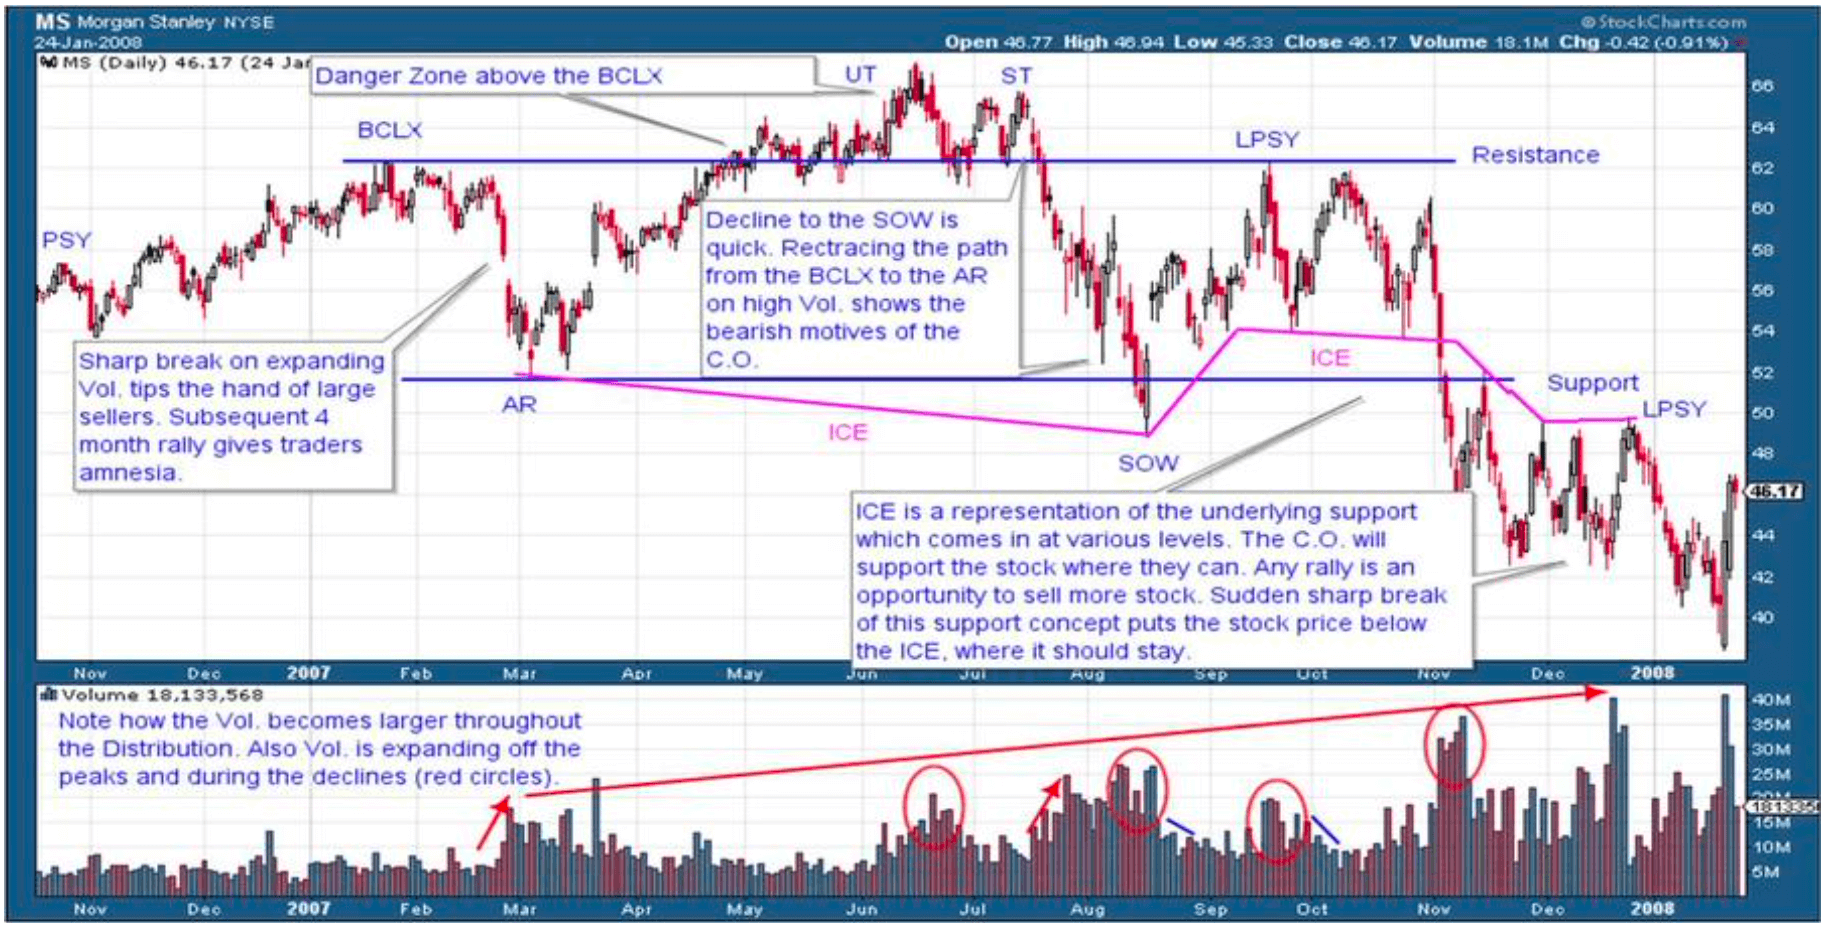 MS Morgan Stanley NYSE
© StockCharts.com
24-Jan-2008
Open 46.77 High 46.94 Low 45.33 Close 46.17 Volume 18.1M Chg -0.42 (-0.91%)
MS (Daily) 46.17 (24 Jar
Danger Zone above the BCLX
UT
ST
BCLX
LPSY
Resistance
PSY
Decline to the SOW is
quick. Rectracing the path
from the BCLX to the AR
on high Vol. shows the
bearish motives of the
C.O.
Sharp break on expanding
Vol. tips the hand of large
sellers. Subsequent 4
month rally gives traders
amnesia.
ICE
Support
AR
LPSY
ICE
SOW
ICE is a representation of the underlying support
which comes in at various levels. The C.O. will
support the stock where they can. Any rally is an
opportunity to sell more stock. Sudden sharp break
of this support concept puts the stock price below
the ICE, where it should stay.
66
64
62
60
58
56
54
52
50
48
46.17
44
42
40
Nov Dec 2007 Feb Mar Apr May Jun Jul Aug Sep Oct Nov Dec 2008
Volume 18,133,568
Note how the Vol. becomes larger throughout
the Distribution. Also Vol. is expanding off the
peaks and during the declines (red circles).
40M
35M
30M
25M
15M
10M
5M
Nov Dec 2007 Feb Mar Apr May Jun Jul Aug Sep Oct Nov Dec 2008